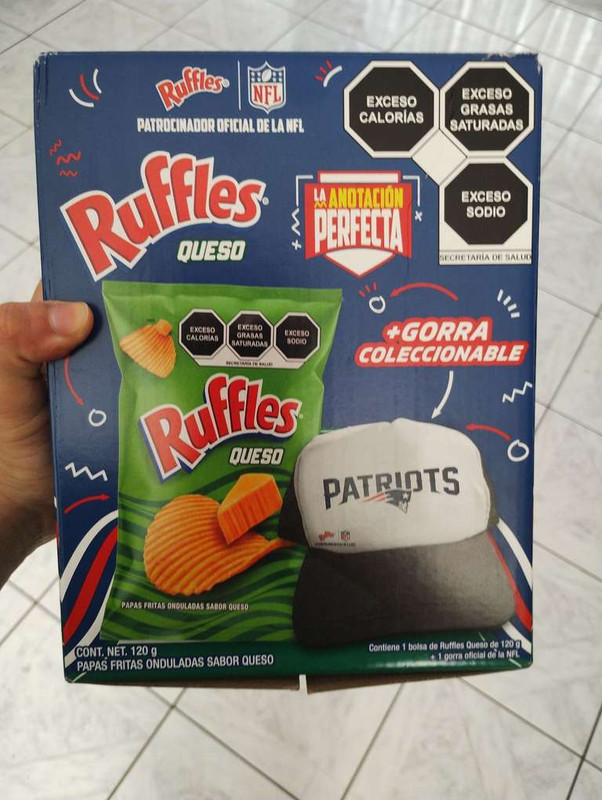 Ruffles
NFL
PATROCINADOR OFICIAL DE LA NFL
EXCESO
CALORÍAS
EXCESO
GRASAS
SATURADAS
EXCESO
SODIO
SECRETARÍA DE SALUD
Ruffles
QUESO
LA ANOTACIÓN
PERFECTA
+GORRA
COLECCIONABLE
EXCESO
CALORÍAS
EXCESO
GRASAS
SATURADAS
EXCESO
SODIO
SECRETARÍA DE SALUD
Ruffles
QUESO
PATRIOTS
PAPAS FRITAS ONDULADAS SABOR QUESO
CONT. NET. 120 g
PAPAS FRITAS ONDULADAS SABOR QUESO
Contiene 1 bolsa de Ruffles Queso de 120 g
+ 1 gorra oficial de la NFL